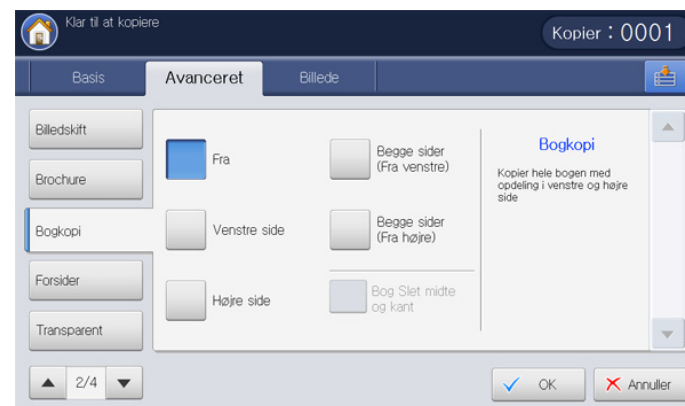 Klar til at kopiere
Kopier : 0001
Basis
Avanceret
Billede
Billedskift
Brochure
Bogkopi
Forsider
Transparent
2/4
Fra
Venstre side
Højre side
Begge sider
(Fra venstre)
Begge sider
(Fra højre)
Bog Slet midte
og kant
Bogkopi
Kopier hele bogen med
opdeling i venstre og højre
side
OK
Annuller